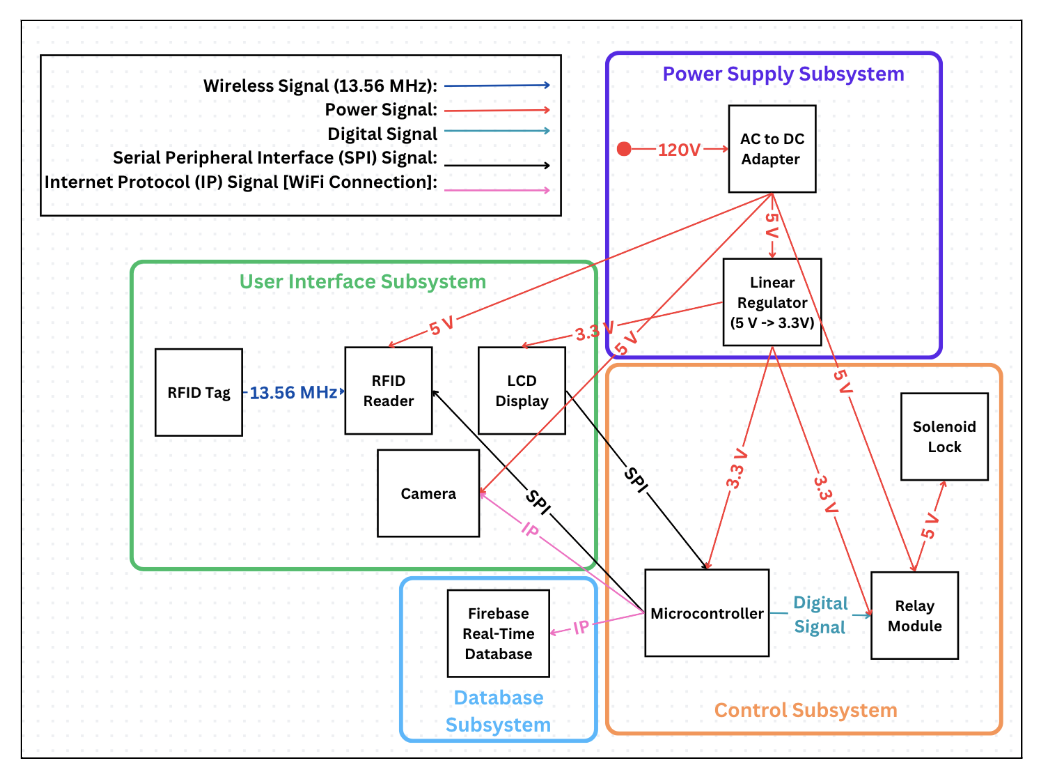 Wireless Signal (13.56 MHz):
Power Signal:
Digital Signal
Serial Peripheral Interface (SPI) Signal:
Internet Protocol (IP) Signal [WiFi Connection]:
Power Supply Subsystem
120V
AC to DC
Adapter
5 V
Linear
Regulator
(5 V -> 3.3V)
User Interface Subsystem
5 V
3.3 V
5 V
RFID Tag
13.56 MHz
RFID
Reader
LCD
Display
Camera
SPI
SPI
IP
5 V
3.3 V
3.3 V
Solenoid
Lock
5 V
Microcontroller
Digital
Signal
Relay
Module
Control Subsystem
Firebase
Real-Time
Database
IP
Database
Subsystem